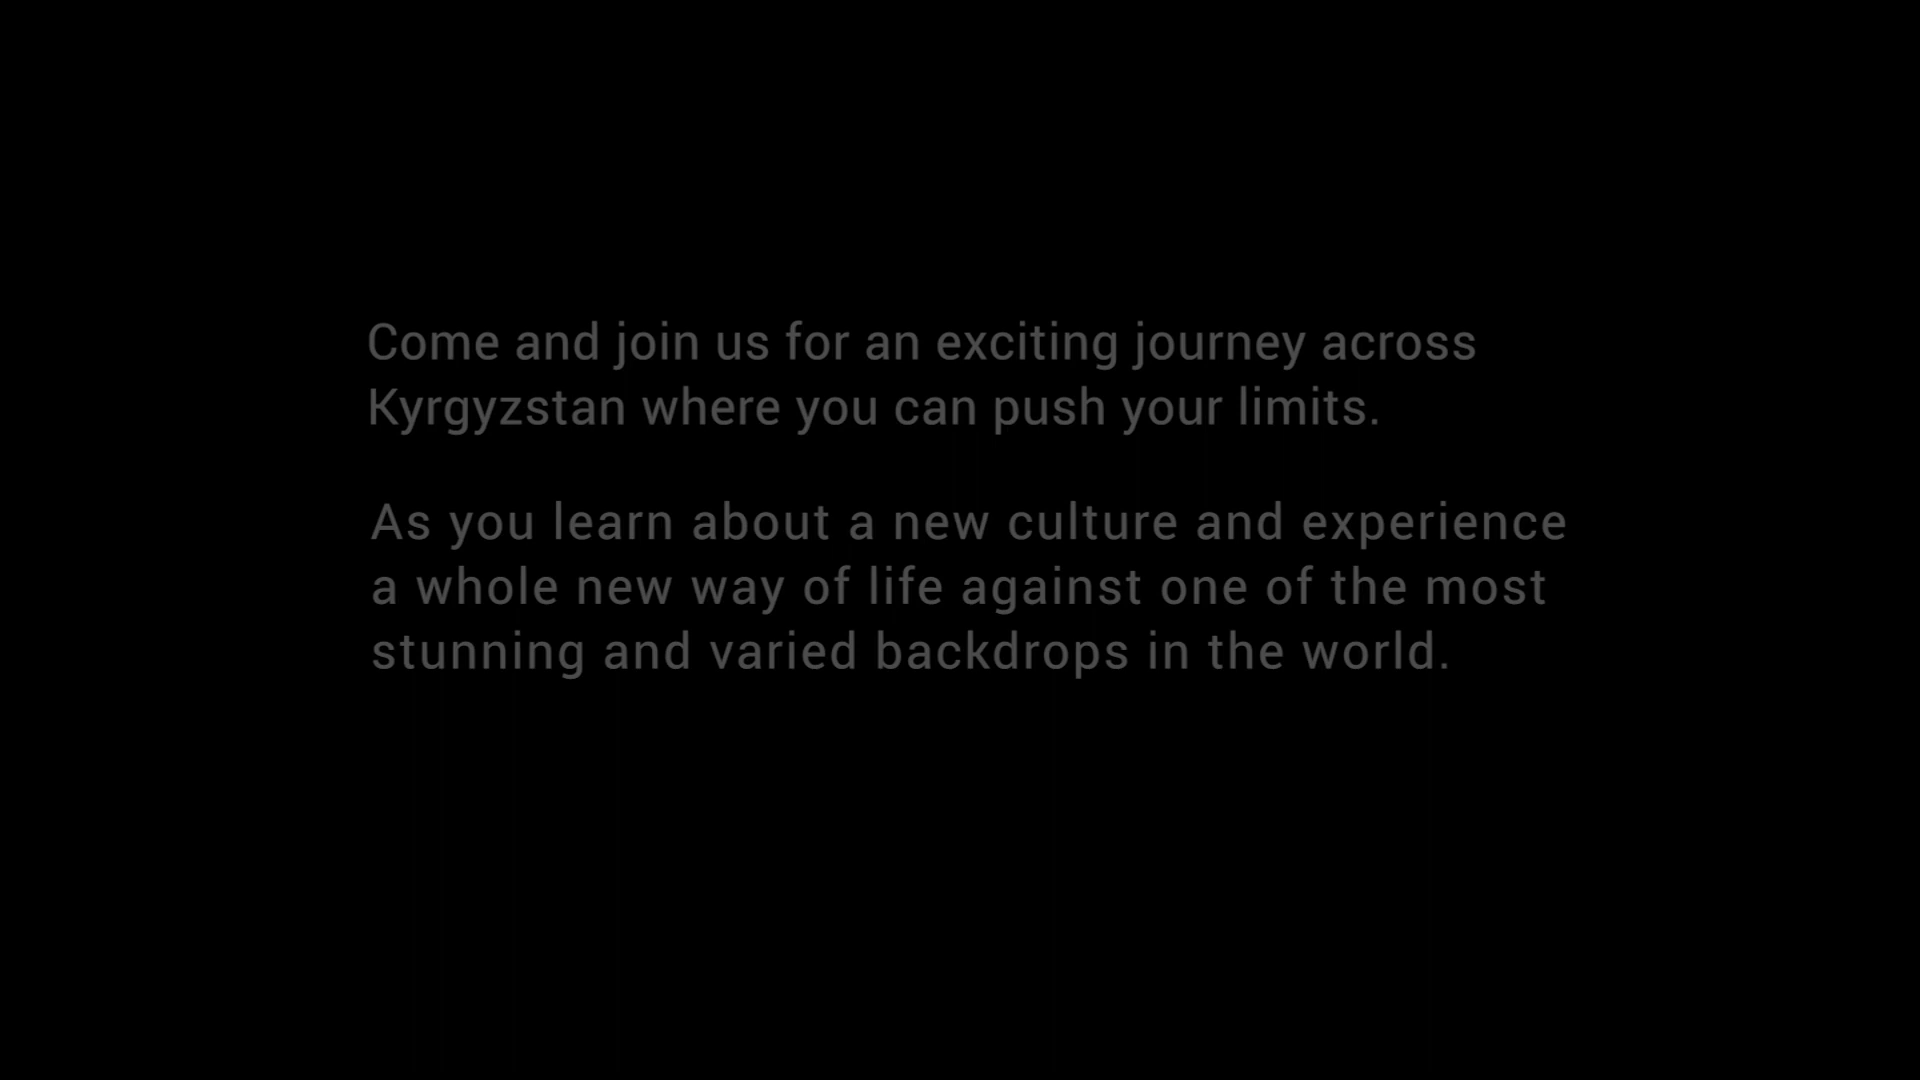 Come and join us for an exciting journey across
Kyrgyzstan where you can push your limits.
As you learn about a new culture and experience
a whole new way of life against one of the most
stunning and varied backdrops in the world.